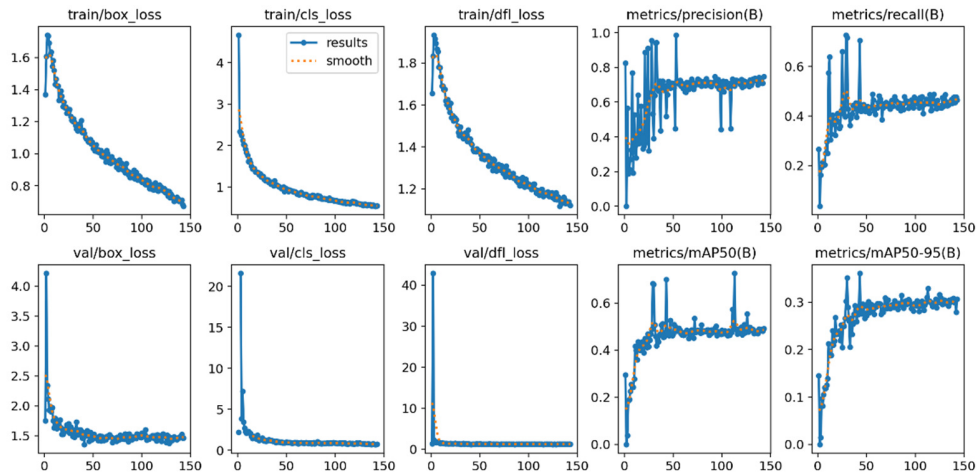 train/box_loss
train/cls_loss
train/dfl_loss
metrics/precision(B)
metrics/recall(B)
1.6
1.4
1.2
1.0
0.8
0 50 100 150
4
3
2
1
results
smooth
0 50 100 150
1.8
1.6
1.4
1.2
0 50 100 150
1.0
0.8
0.6
0.4
0.2
0.0
0 50 100 150
0.6
0.4
0.2
0 50 100 150
val/box_loss
val/cls_loss
val/dfl_loss
metrics/mAP50(B)
metrics/mAP50-95(B)
4.0
3.5
3.0
2.5
2.0
1.5
0 50 100 150
20
15
10
5
0
0 50 100 150
40
30
20
10
0
0 50 100 150
0.6
0.4
0.2
0.0
0 50 100 150
0.3
0.2
0.1
0.0
0 50 100 150